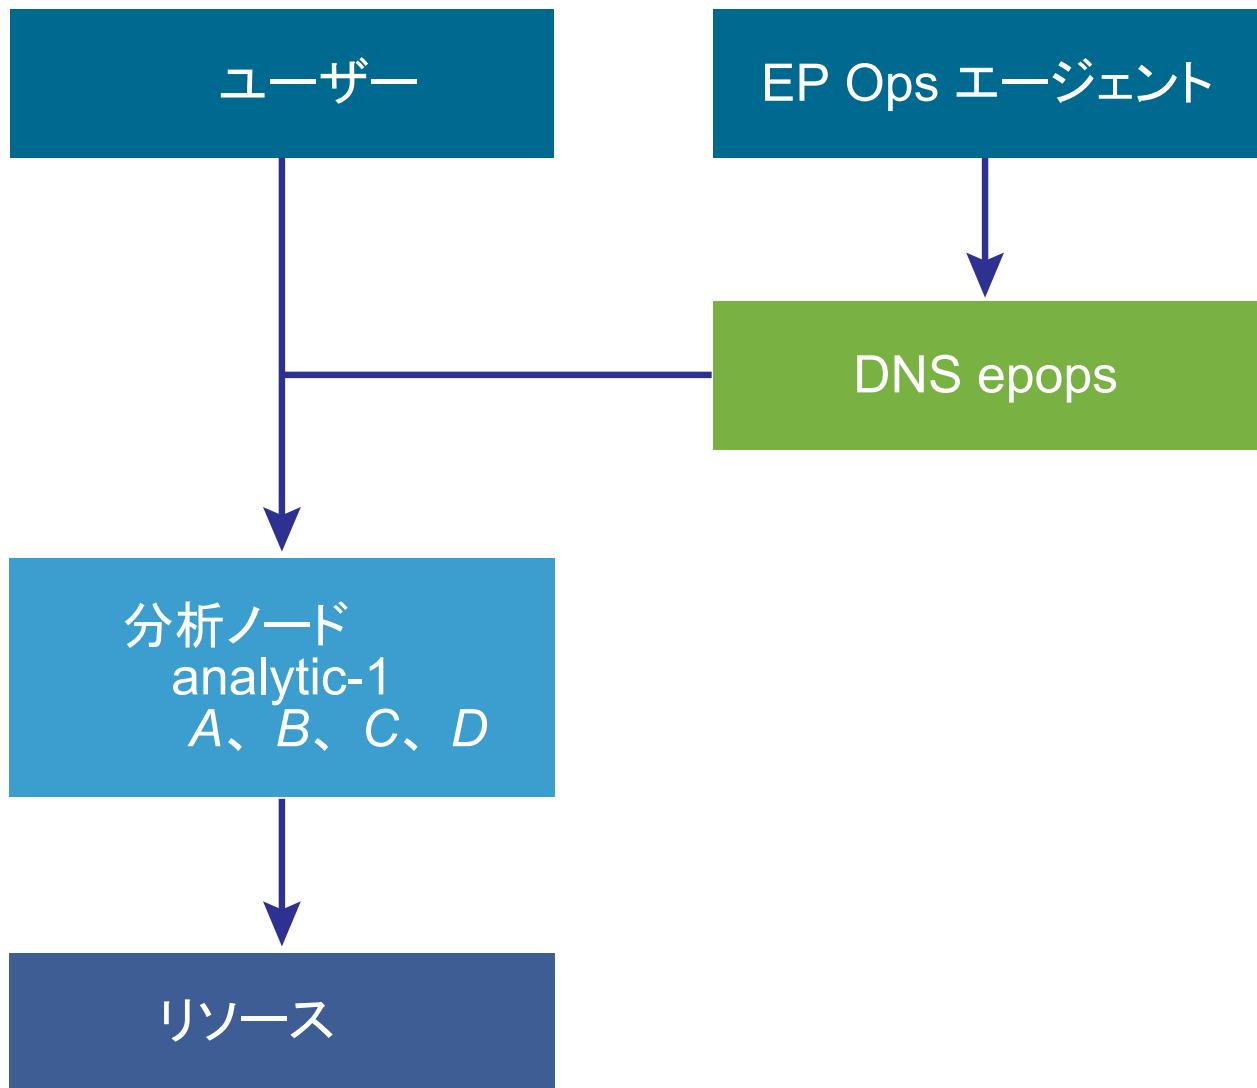 ユーザー
EP Ops エージェント
DNS epops
分析ノード
analytic-1
A、B、C、D
リソース